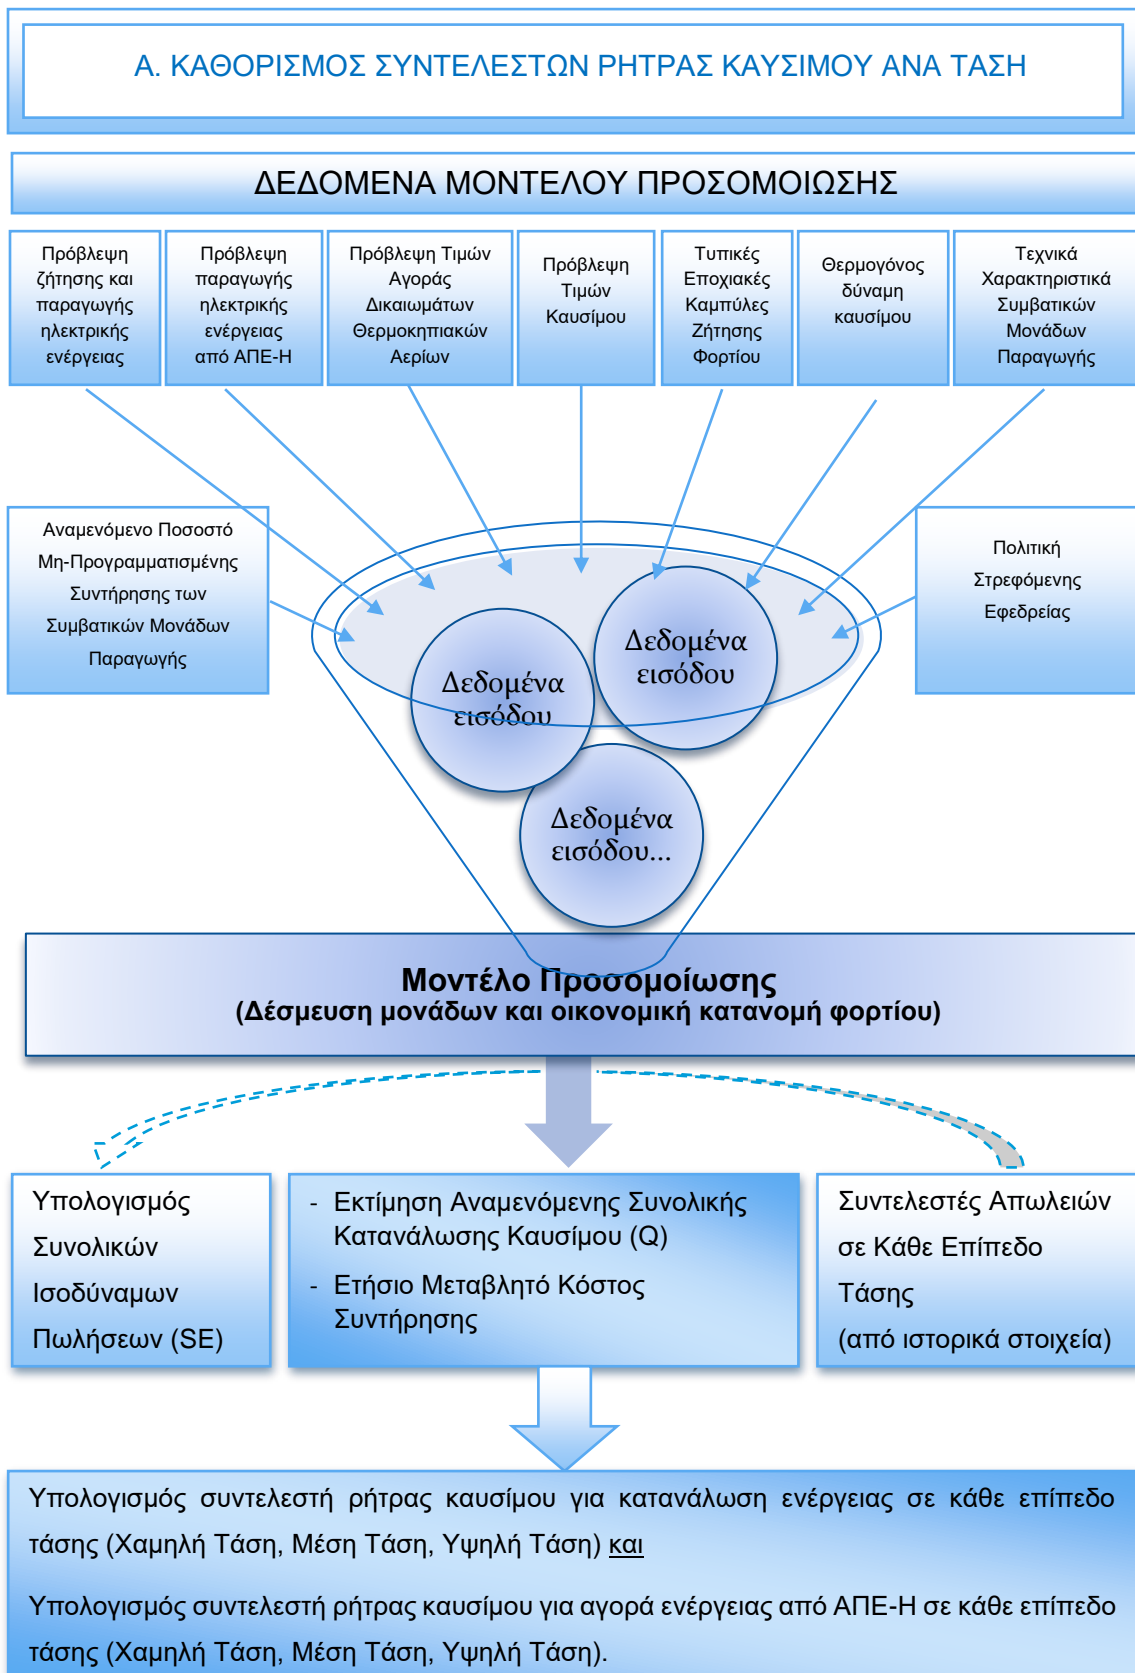 Α. ΚΑΘΟΡΙΣΜΟΣ ΣΥΝΤΕΛΕΣΤΩΝ ΡΗΤΡΑΣ ΚΑΥΣΙΜΟΥ ΑΝΑ ΤΑΣΗ
ΔΕΔΟΜΕΝΑ ΜΟΝΤΕΛΟΥ ΠΡΟΣΟΜΟΙΩΣΗΣ
Πρόβλεψη
ζήτησης και
παραγωγής
ηλεκτρικής
ενέργειας
Πρόβλεψη
παραγωγής
ηλεκτρικής
ενέργειας
από ΑΠΕ-Η
Πρόβλεψη Τιμών
Αγοράς
Δικαιωμάτων
Θερμοκηπιακών
Αερίων
Πρόβλεψη
Τιμών
Καυσίμου
Τυπικές
Εποχιακές
Καμπύλες
Ζήτησης
Φορτίου
Θερμογόνος
δύναμη
καυσίμου
Τεχνικά
Χαρακτηριστικά
Συμβατικών
Μονάδων
Παραγωγής
Αναμενόμενο Ποσοστό
Μη-Προγραμματισμένης
Συντήρησης των
Συμβατικών Μονάδων
Παραγωγής
Πολιτική
Στρεφόμενης
Εφεδρείας
Δεδομένα
εισόδου
Δεδομένα
εισόδου
Δεδομένα
εισόδου...
Μοντέλο Προσομοίωσης
(Δέσμευση μονάδων και οικονομική κατανομή φορτίου)
Υπολογισμός
Συνολικών
Ισοδύναμων
Πωλήσεων (SE)
- Εκτίμηση Αναμενόμενης Συνολικής
Κατανάλωσης Καυσίμου (Q)
- Ετήσιο Μεταβλητό Κόστος
Συντήρησης
Συντελεστές Απωλειών
σε Κάθε Επίπεδο
Τάσης
(από ιστορικά στοιχεία)
Υπολογισμός συντελεστή ρήτρας καυσίμου για κατανάλωση ενέργειας σε κάθε επίπεδο
τάσης (Χαμηλή Τάση, Μέση Τάση, Υψηλή Τάση) και
Υπολογισμός συντελεστή ρήτρας καυσίμου για αγορά ενέργειας από ΑΠΕ-Η σε κάθε επίπεδο
τάσης (Χαμηλή Τάση, Μέση Τάση, Υψηλή Τάση).